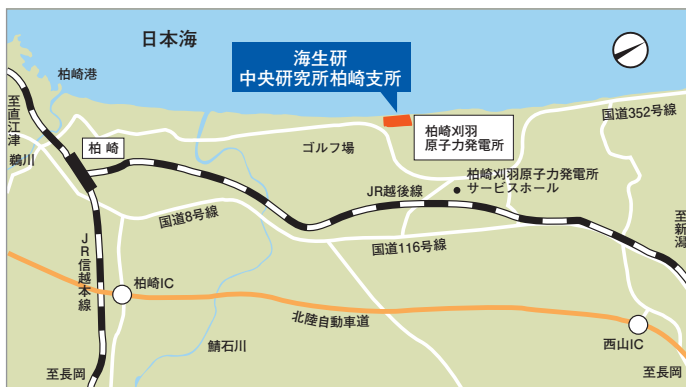 日本海
海生研
中央研究所柏崎支所
柏崎港
至直江津
国道352号線
柏崎刈羽
原子力発電所
柏崎
ゴルフ場
鵜川
柏崎刈羽原子力発電所
サービスホール
JR越後線
国道8号線
至新潟
国道116号線
JR信越本線
柏崎IC
北陸自動車道
鯖石川
西山IC
至長岡
至長岡